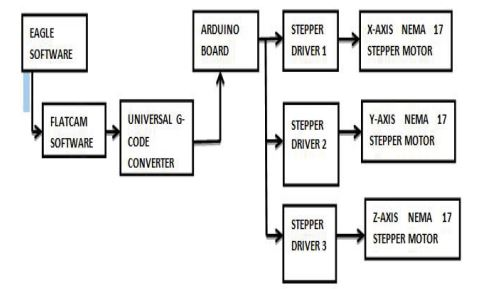 EAGLE
SOFTWARE
FLATCAM
SOFTWARE
UNIVERSAL G-
CODE
CONVERTER
ARDUINO
BOARD
STEPPER
DRIVER 1
X-AXIS NEMA 17
STEPPER MOTOR
STEPPER
DRIVER 2
Y-AXIS NEMA 17
STEPPER MOTOR
STEPPER
DRIVER 3
Z-AXIS NEMA 17
STEPPER MOTOR